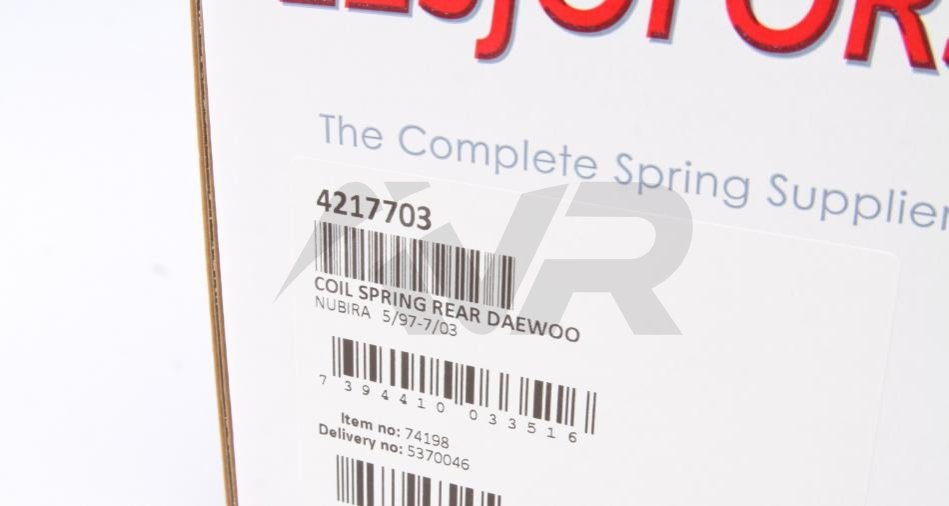 LESJÖFORS
The Complete Spring Supplier
4217703
COIL SPRING REAR DAEWOO
NUBIRA 5/97-7/03
7 394410 033516
Item no: 74198
Delivery no: 5370046